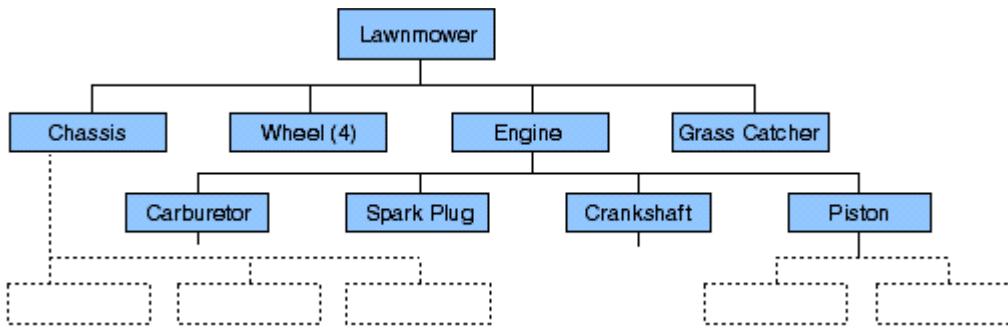 Lawnmower
Chassis
Wheel (4)
Engine
Grass Catcher
Carburetor
Spark Plug
Crankshaft
Piston